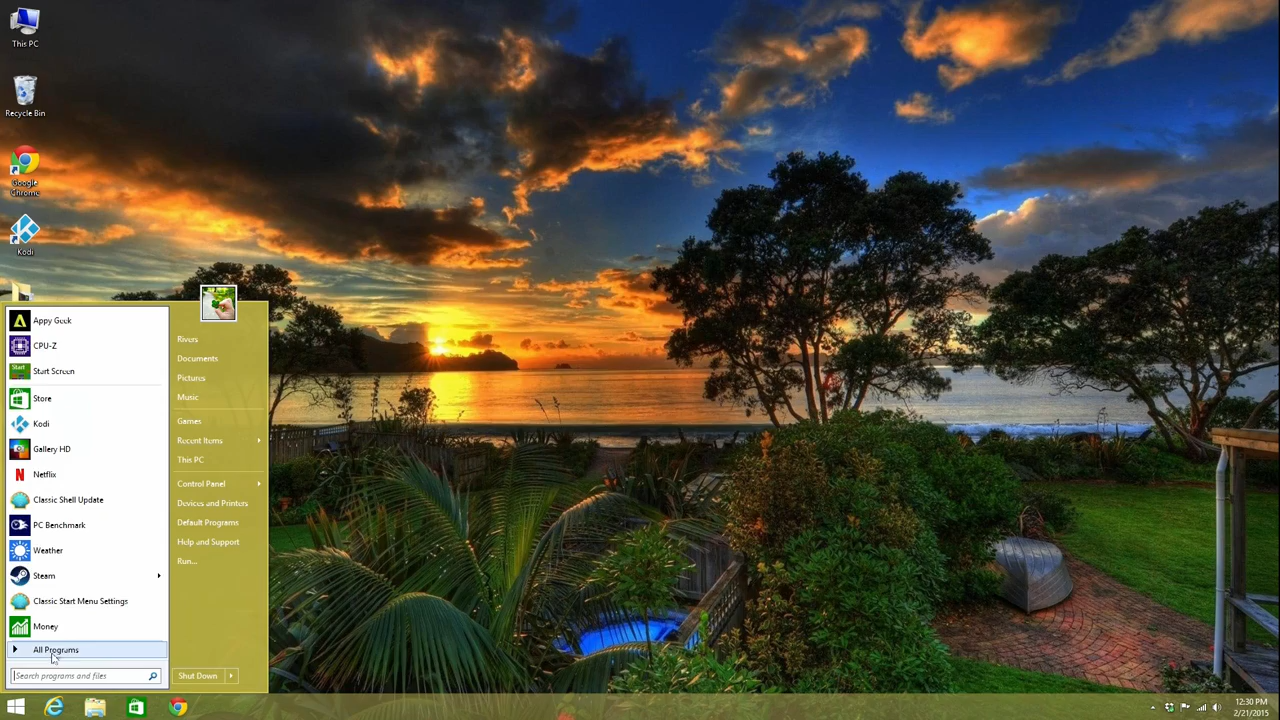 This PC
Recycle Bin
Google
Chrome
Kodi
Appy Geek
CPU-Z
Start
Start Screen
Store
Kodi
Gallery HD
Netflix
Classic Shell Update
PC Benchmark
Weather
Steam
Classic Start Menu Settings
Money
All Programs
Search programs and files
Rivers
Documents
Pictures
Music
Games
Recent Items
This PC
Control Panel
Devices and Printers
Default Programs
Help and Support
Run...
Shut Down
12:30 PM
2/21/2015